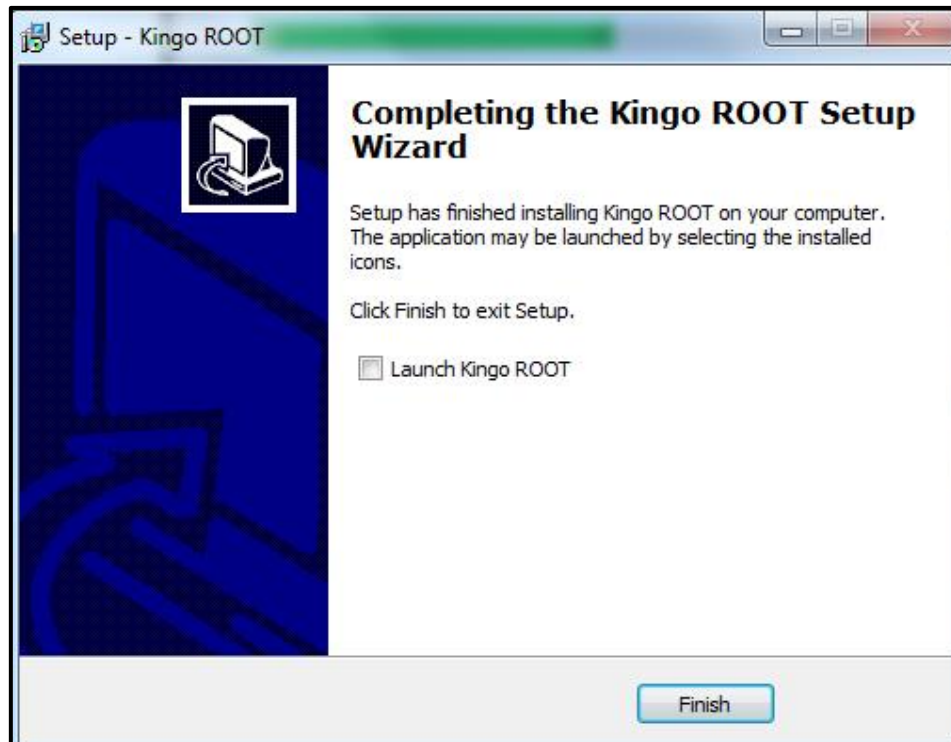 Setup - Kingo ROOT
Completing the Kingo ROOT Setup
Wizard
Setup has finished installing Kingo ROOT on your computer.
The application may be launched by selecting the installed
icons.
Click Finish to exit Setup.
Launch Kingo ROOT
Finish